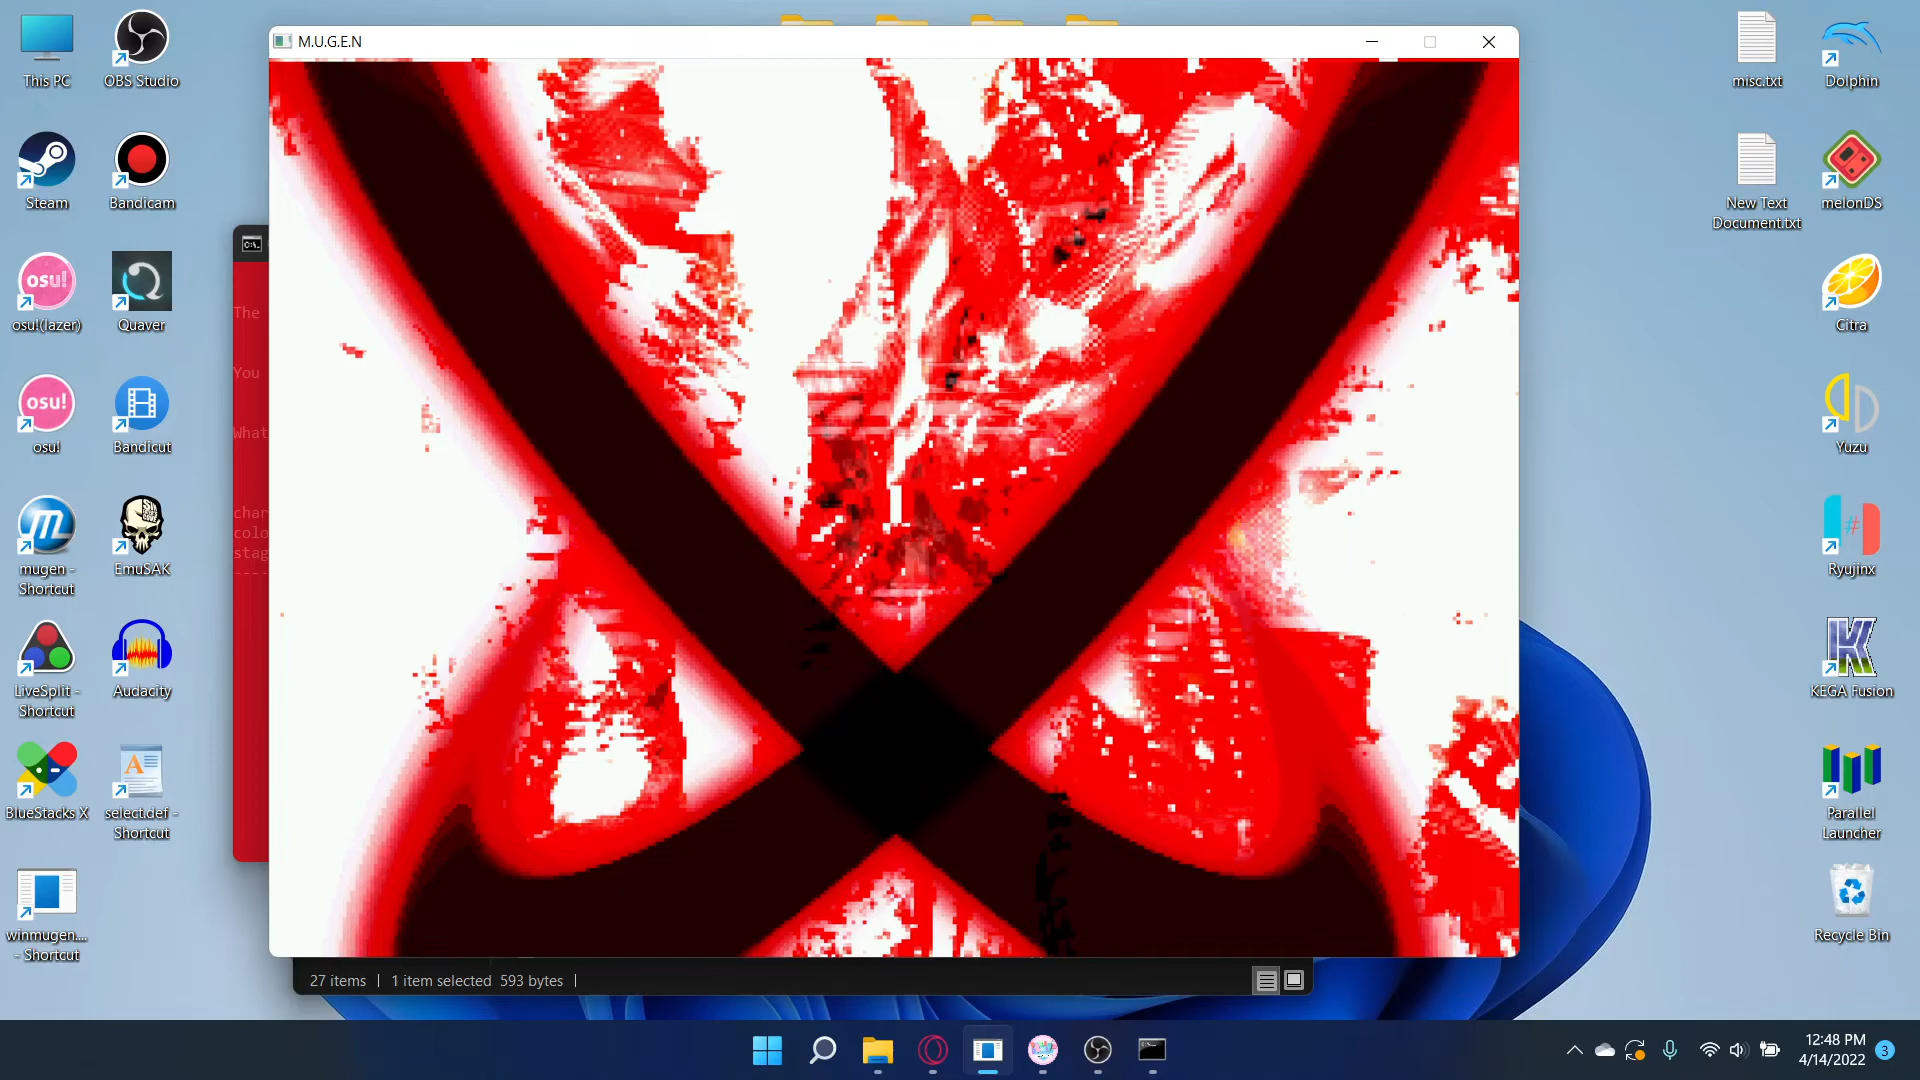 M.U.G.E.N
This PC
OBS Studio
Steam
Bandicam
osu!
osu!(lazer)
Quaver
osu!
osu!
Bandicut
mugen -
Shortcut
EmuSAK
LiveSplit -
Shortcut
Audacity
BlueStacks X
select.def -
Shortcut
winmugen....
- Shortcut
C:\_
The
You
What
char
colo
stag
-----
misc.txt
Dolphin
New Text
Document.txt
melonDS
Citra
Yuzu
Ryujinx
KEGA Fusion
Parallel
Launcher
Recycle Bin
27 items
1 item selected 593 bytes
12:48 PM
4/14/2022
3